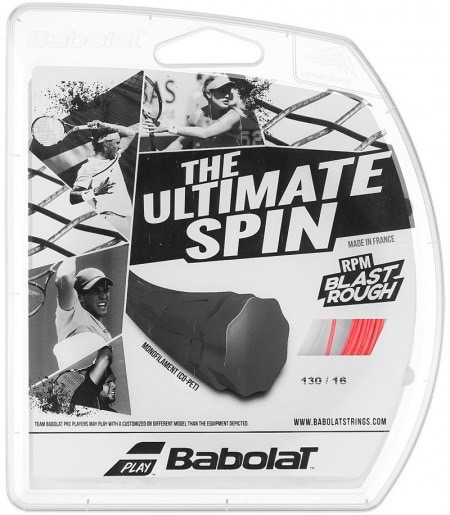 Babolat
THE
ULTIMATE
SPIN
MADE IN FRANCE
RPM
BLAST
ROUGH
MONOFILAMENT (CO-PET)
130 / 16
WWW.BABOLATSTRINGS.COM
TEAM BABOLAT PRO PLAYERS MAY PLAY WITH A CUSTOMIZED OR DIFFERENT MODEL THAN THE EQUIPMENT DEPICTED.
PLAY
Babolat